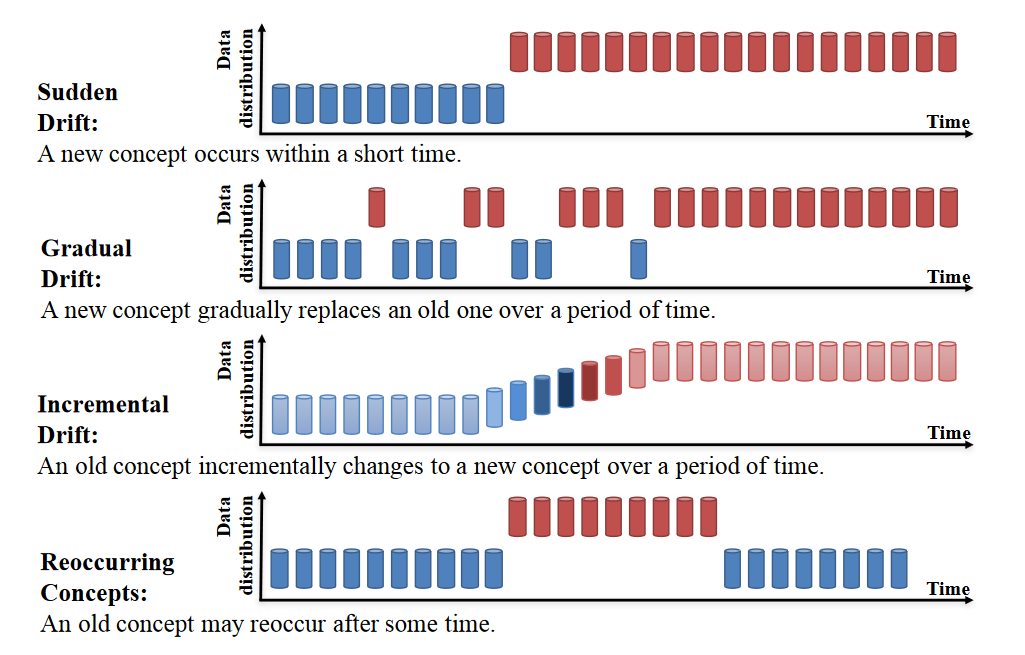 Data
distribution
Sudden
Drift:
Time
A new concept occurs within a short time.
Data
distribution
Gradual
Drift:
Time
A new concept gradually replaces an old one over a period of time.
Data
distribution
Incremental
Drift:
Time
An old concept incrementally changes to a new concept over a period of time.
Data
distribution
Reoccurring
Concepts:
Time
An old concept may reoccur after some time.